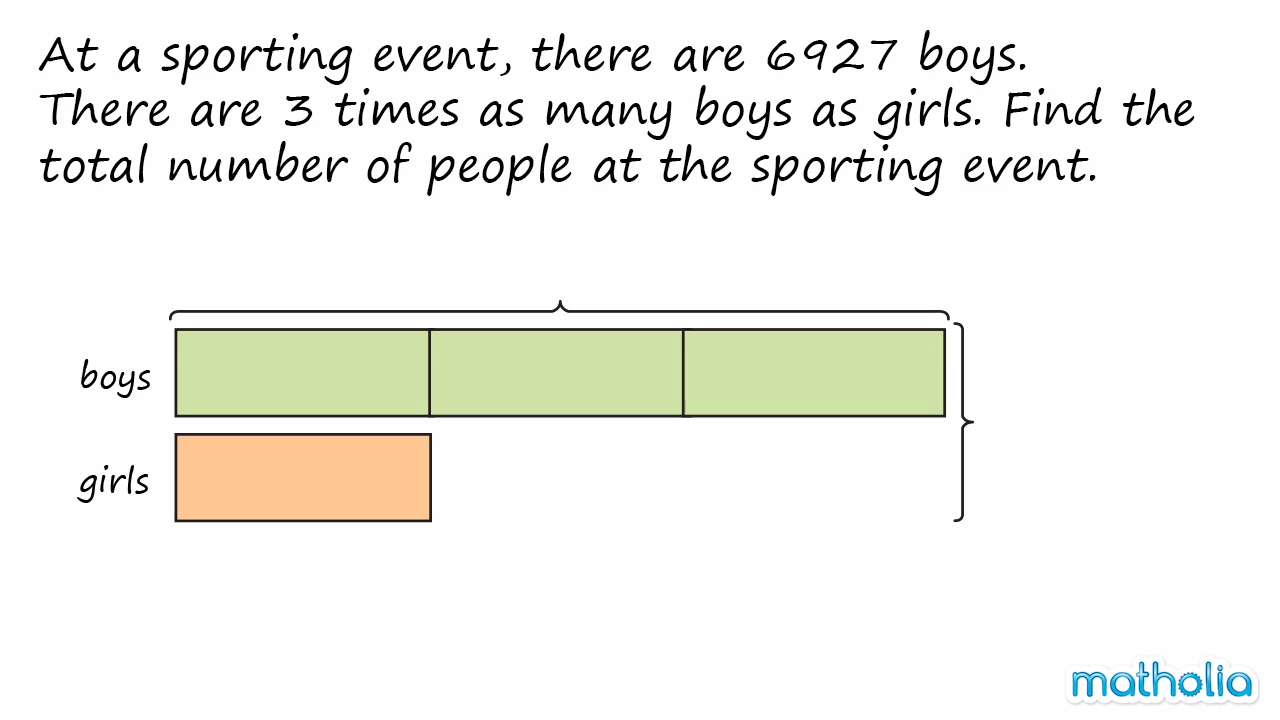 At a sporting event, there are 6927 boys.
There are 3 times as many boys as girls. Find the
total number of people at the sporting event.
boys
girls
matholia